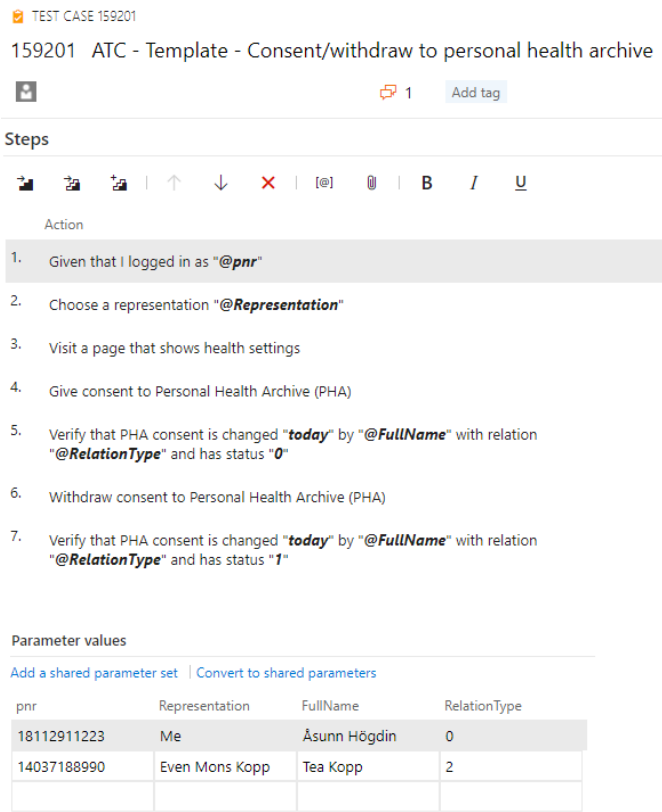 TEST CASE 159201
159201 ATC - Template - Consent/withdraw to personal health archive
1 Add tag
Steps
[@] B I U
Action
1. Given that I logged in as "@pnr"
2. Choose a representation "@Representation"
3. Visit a page that shows health settings
4. Give consent to Personal Health Archive (PHA)
5. Verify that PHA consent is changed "today" by "@FullName" with relation
"@RelationType" and has status "0"
6. Withdraw consent to Personal Health Archive (PHA)
7. Verify that PHA consent is changed "today" by "@FullName" with relation
"@RelationType" and has status "1"
Parameter values
Add a shared parameter set | Convert to shared parameters
pnr Representation FullName RelationType
18112911223 Me Åsunn Högdin 0
14037188990 Even Mons Kopp Tea Kopp 2